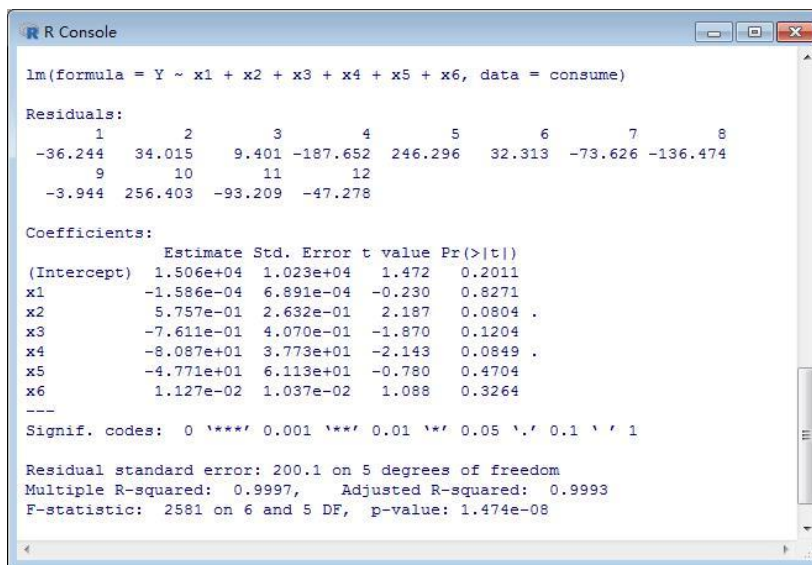 R Console
lm(formula = Y ~ x1 + x2 + x3 + x4 + x5 + x6, data = consume)
Residuals:
1 2 3 4 5 6 7 8
-36.244 34.015 9.401 -187.652 246.296 32.313 -73.626 -136.474
9 10 11 12
-3.944 256.403 -93.209 -47.278
Coefficients:
Estimate Std. Error t value Pr(>|t|)
(Intercept) 1.506e+04 1.023e+04 1.472 0.2011
x1 -1.586e-04 6.891e-04 -0.230 0.8271
x2 5.757e-01 2.632e-01 2.187 0.0804 .
x3 -7.611e-01 4.070e-01 -1.870 0.1204
x4 -8.087e+01 3.773e+01 -2.143 0.0849 .
x5 -4.771e+01 6.113e+01 -0.780 0.4704
x6 1.127e-02 1.037e-02 1.088 0.3264
---
Signif. codes: 0 ‘***’ 0.001 ‘**’ 0.01 ‘*’ 0.05 ‘.’ 0.1 ‘ ’ 1
Residual standard error: 200.1 on 5 degrees of freedom
Multiple R-squared: 0.9997, Adjusted R-squared: 0.9993
F-statistic: 2581 on 6 and 5 DF, p-value: 1.474e-08